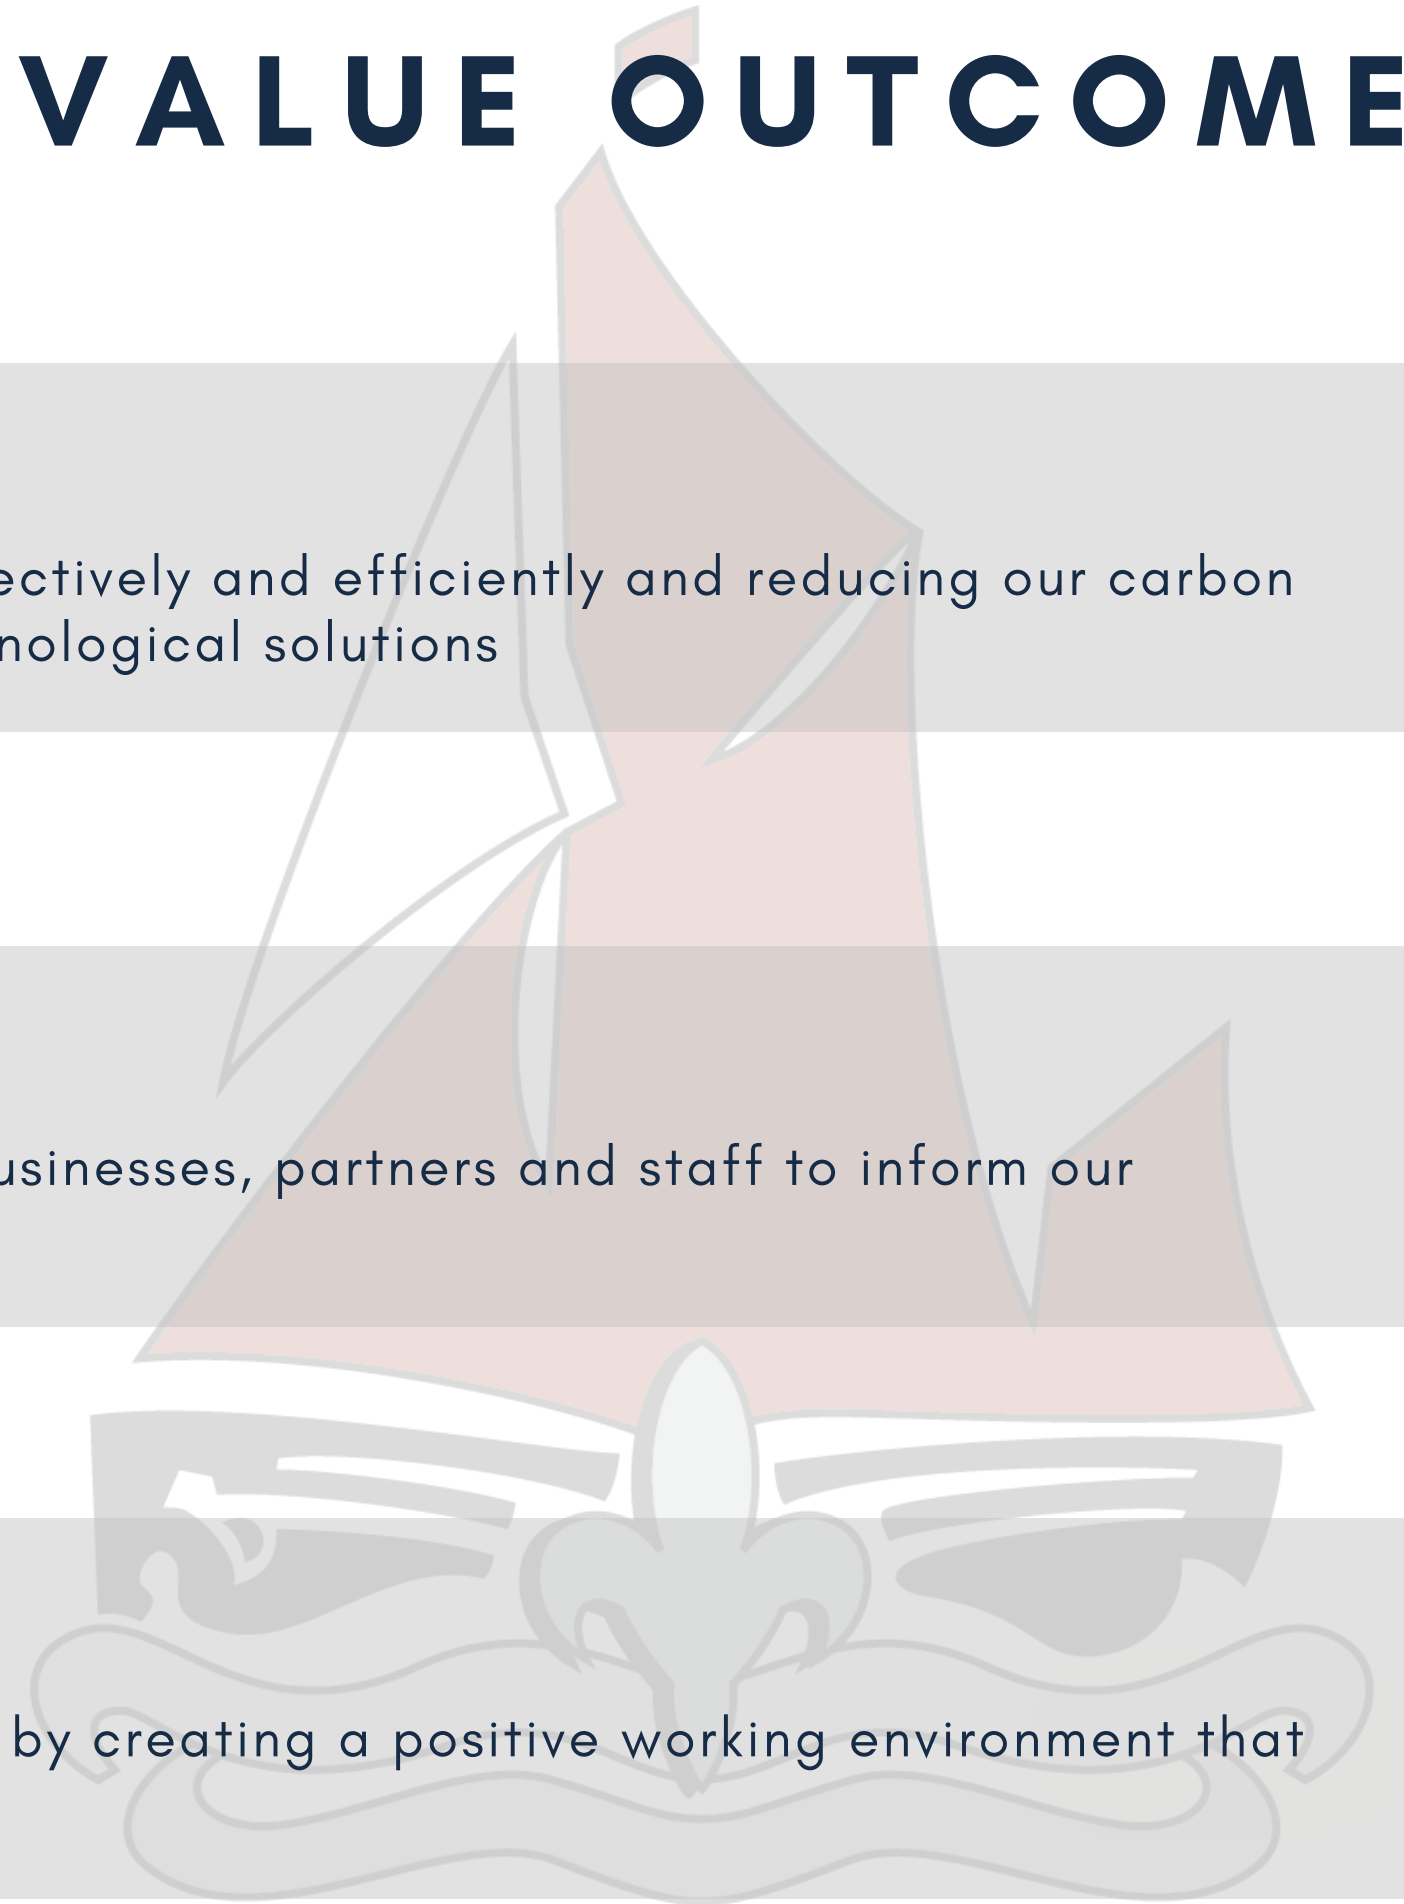 VALUE OUTCOME
ectively and efficiently and reducing our carbon
nological solutions
usinesses, partners and staff to inform our
by creating a positive working environment that